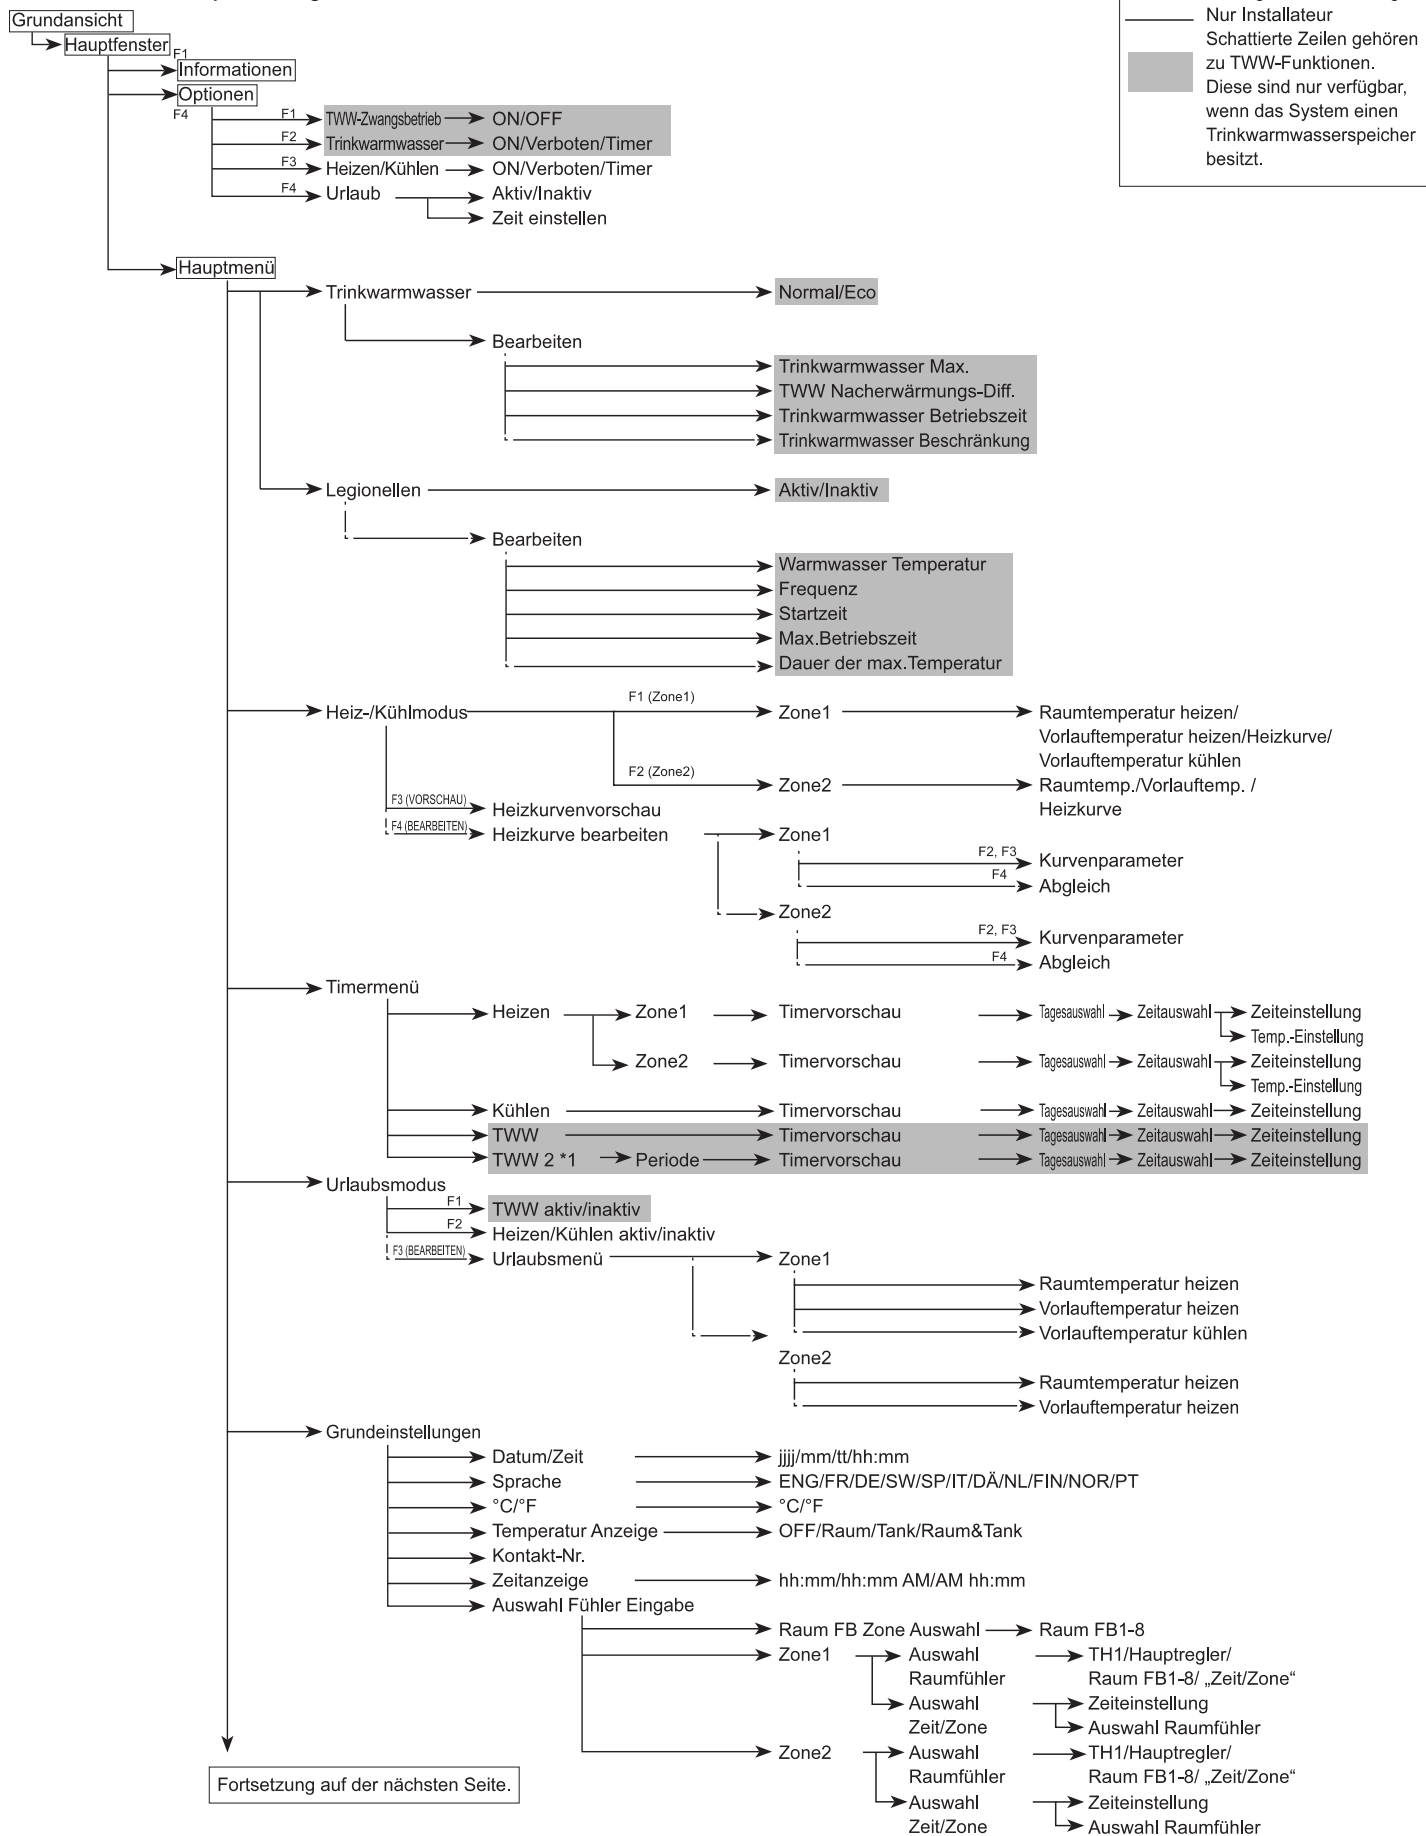 Grundansicht
Hauptfenster
F1
Informationen
Optionen
F4
F1 TWW-Zwangsbetrieb ON/OFF
F2 Trinkwarmwasser ON/Verboten/Timer
F3 Heizen/Kühlen ON/Verboten/Timer
F4 Urlaub Aktiv/Inaktiv
Zeit einstellen
Nur Installateur
Schattierte Zeilen gehören
zu TWW-Funktionen.
Diese sind nur verfügbar,
wenn das System einen
Trinkwarmwasserspeicher
besitzt.
Hauptmenü
Trinkwarmwasser Normal/Eco
Bearbeiten
Trinkwarmwasser Max.
TWW Nacherwärmungs-Diff.
Trinkwarmwasser Betriebszeit
Trinkwarmwasser Beschränkung
Legionellen Aktiv/Inaktiv
Bearbeiten
Warmwasser Temperatur
Frequenz
Startzeit
Max.Betriebszeit
Dauer der max.Temperatur
Heiz-/Kühlmodus F1 (Zone1) Zone1 Raumtemperatur heizen/
Vorlauftemperatur heizen/Heizkurve/
Vorlauftemperatur kühlen
F2 (Zone2) Zone2 Raumtemp./Vorlauftemp. /
Heizkurve
F3 (VORSCHAU) Heizkurvenvorschau
F4 (BEARBEITEN) Heizkurve bearbeiten Zone1
F2, F3 Kurvenparameter
F4 Abgleich
Zone2
F2, F3 Kurvenparameter
F4 Abgleich
Timermenü
Heizen Zone1 Timervorschau Tagesauswahl Zeitauswahl Zeiteinstellung
Temp.-Einstellung
Zone2 Timervorschau Tagesauswahl Zeitauswahl Zeiteinstellung
Temp.-Einstellung
Kühlen Timervorschau Tagesauswahl Zeitauswahl Zeiteinstellung
TWW Timervorschau Tagesauswahl Zeitauswahl Zeiteinstellung
TWW 2 *1 Periode Timervorschau Tagesauswahl Zeitauswahl Zeiteinstellung
Urlaubsmodus
F1 TWW aktiv/inaktiv
F2 Heizen/Kühlen aktiv/inaktiv
F3 (BEARBEITEN) Urlaubsmenü Zone1
Raumtemperatur heizen
Vorlauftemperatur heizen
Vorlauftemperatur kühlen
Zone2
Raumtemperatur heizen
Vorlauftemperatur heizen
Grundeinstellungen
Datum/Zeit jjjj/mm/tt/hh:mm
Sprache ENG/FR/DE/SW/SP/IT/DÄ/NL/FIN/NOR/PT
°C/°F °C/°F
Temperatur Anzeige OFF/Raum/Tank/Raum&Tank
Kontakt-Nr.
Zeitanzeige hh:mm/hh:mm AM/AM hh:mm
Auswahl Fühler Eingabe
Raum FB Zone Auswahl Raum FB1-8
Zone1 Auswahl TH1/Hauptregler/
Raumfühler Raum FB1-8/ „Zeit/Zone“
Auswahl Zeiteinstellung
Zeit/Zone Auswahl Raumfühler
Zone2 Auswahl TH1/Hauptregler/
Raumfühler Raum FB1-8/ „Zeit/Zone“
Auswahl Zeiteinstellung
Zeit/Zone Auswahl Raumfühler
Fortsetzung auf der nächsten Seite.